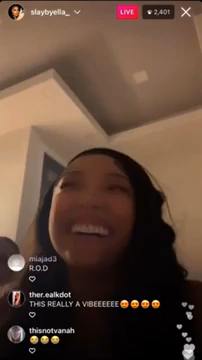 slaybyella_
LIVE
2,401
miajad3
R.O.D
ther.ealkdot
THIS REALLY A VIBEEEEEE😍😍😍😍
thisnotvanah
😭😭😭